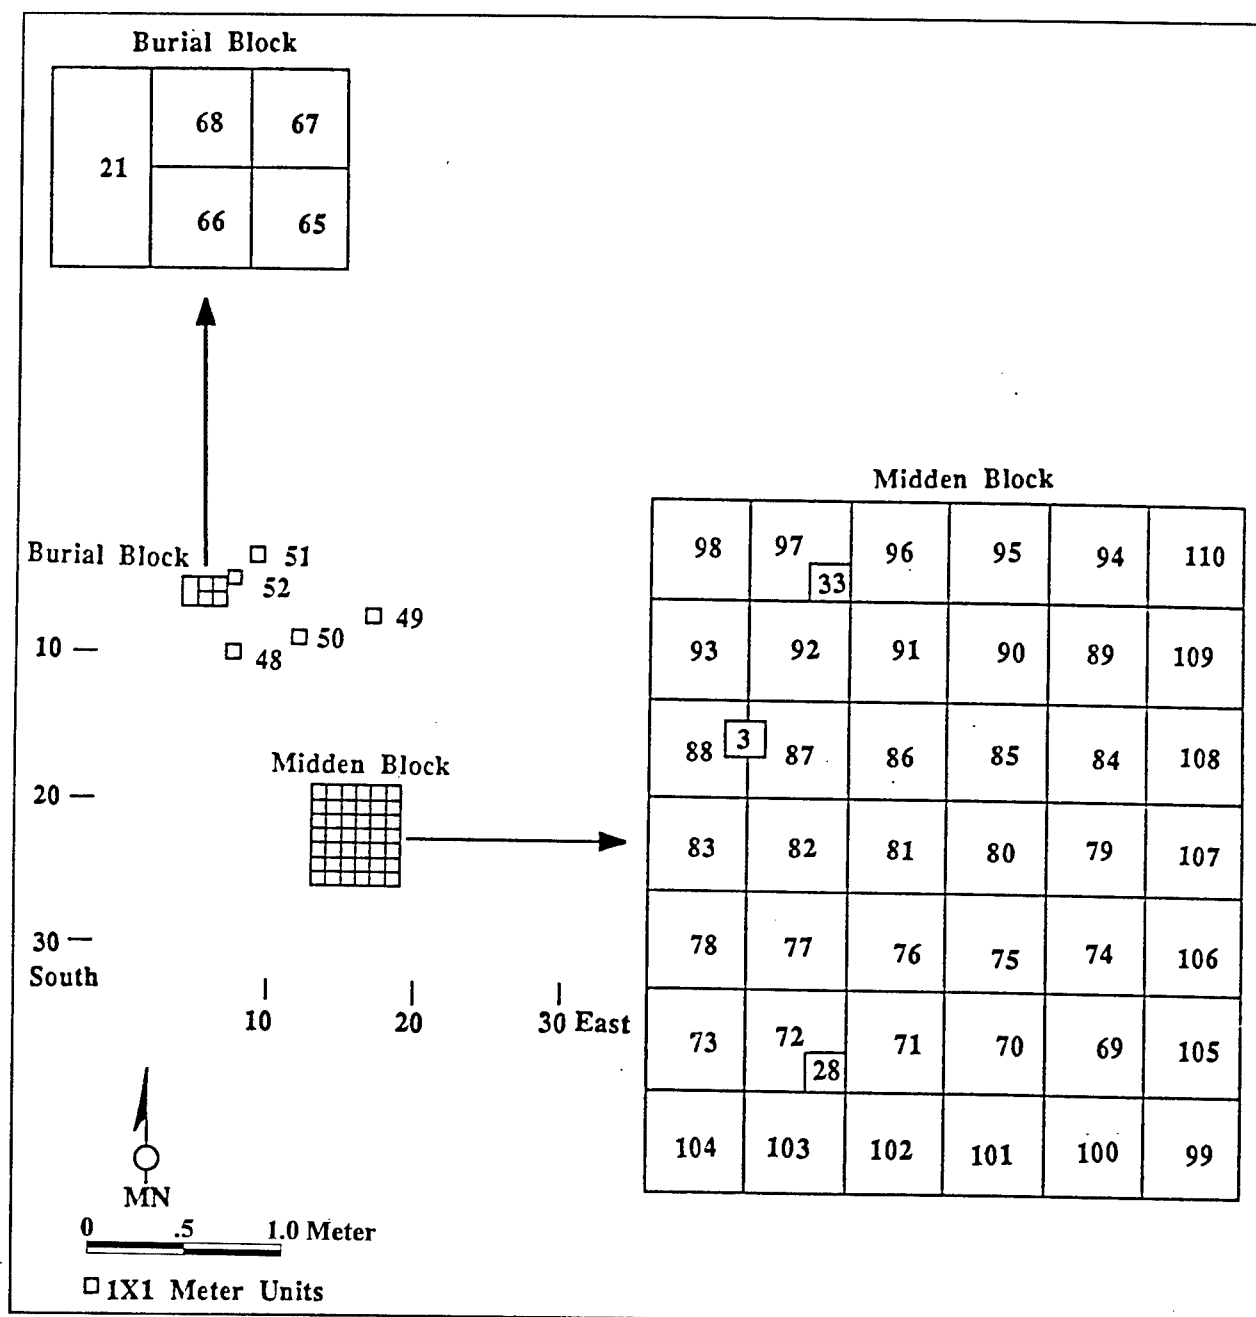 Burial Block
68 67
21
66 65
Midden Block
98 97 96 95 94 110
33
93 92 91 90 89 109
88 3 87 86 85 84 108
83 82 81 80 79 107
78 77 76 75 74 106
73 72 71 70 69 105
28
104 103 102 101 100 99
Burial Block
51
52
49
50
48
10
Midden Block
20
30
South
10 20 30 East
MN
0 .5 1.0 Meter
1X1 Meter Units